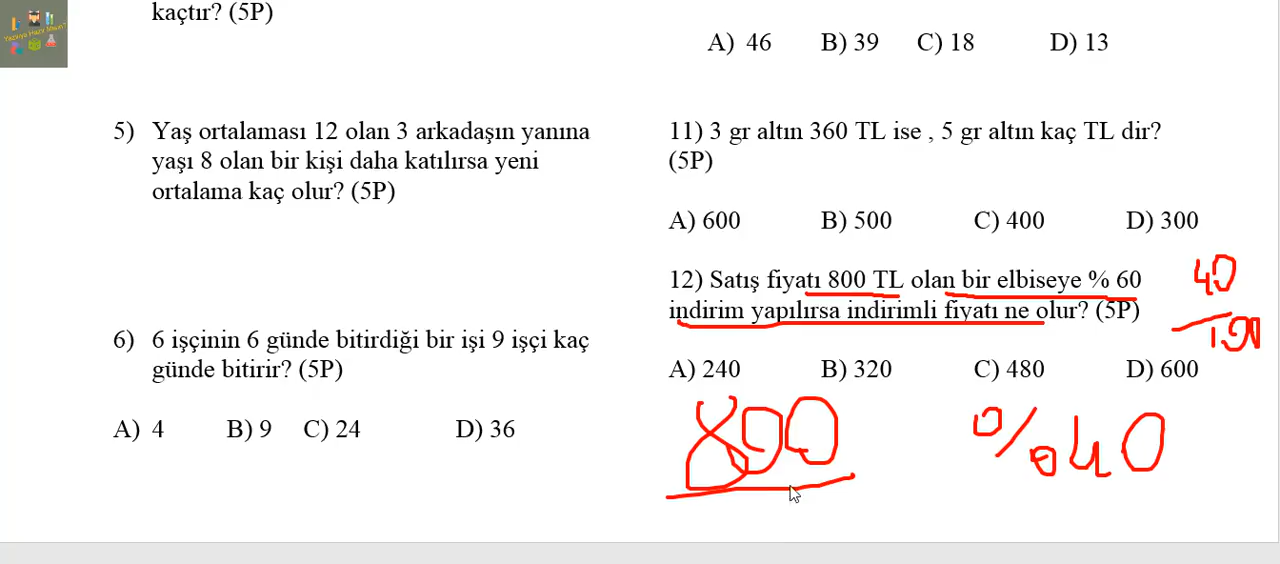 Yazılıya Hazır Mısın?
kaçtır? (5P)
5) Yaş ortalaması 12 olan 3 arkadaşın yanına
yaşı 8 olan bir kişi daha katılırsa yeni
ortalama kaç olur? (5P)
6) 6 işçinin 6 günde bitirdiği bir işi 9 işçi kaç
günde bitirir? (5P)
A) 4 B) 9 C) 24 D) 36
A) 46 B) 39 C) 18 D) 13
11) 3 gr altın 360 TL ise , 5 gr altın kaç TL dir?
(5P)
A) 600 B) 500 C) 400 D) 300
12) Satış fiyatı 800 TL olan bir elbiseye % 60
indirim yapılırsa indirimli fiyatı ne olur? (5P)
A) 240 B) 320 C) 480 D) 600
40
100
800 %40